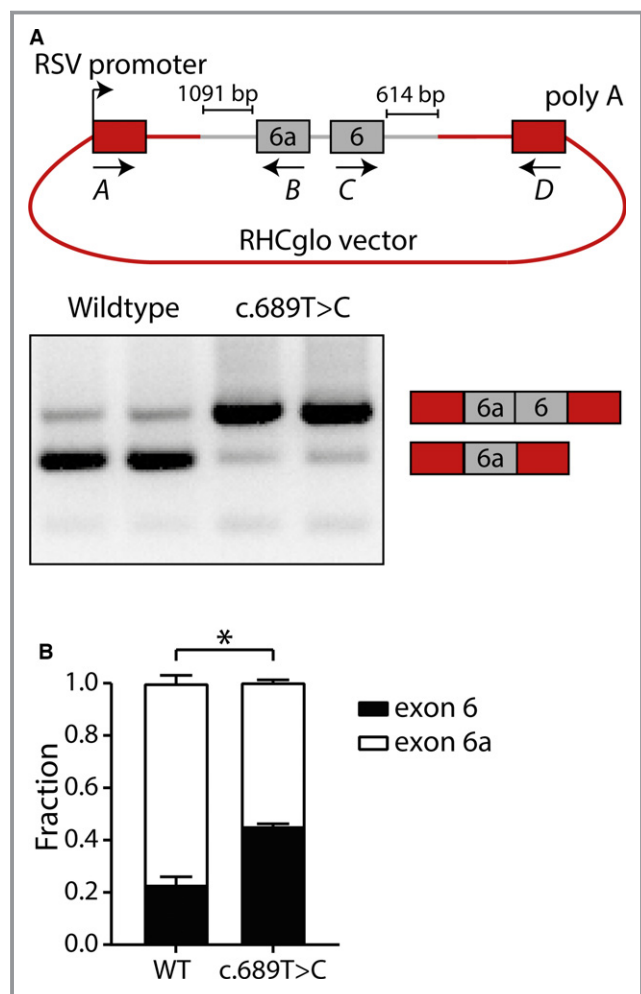 A
RSV promoter
1091 bp
614 bp
poly A
6a
6
A
B
C
D
RHCglo vector
Wildtype
c.689T>C
6a
6
6a
B
*
1.0
0.8
0.6
0.4
0.2
0.0
Fraction
WT
c.689T>C
exon 6
exon 6a